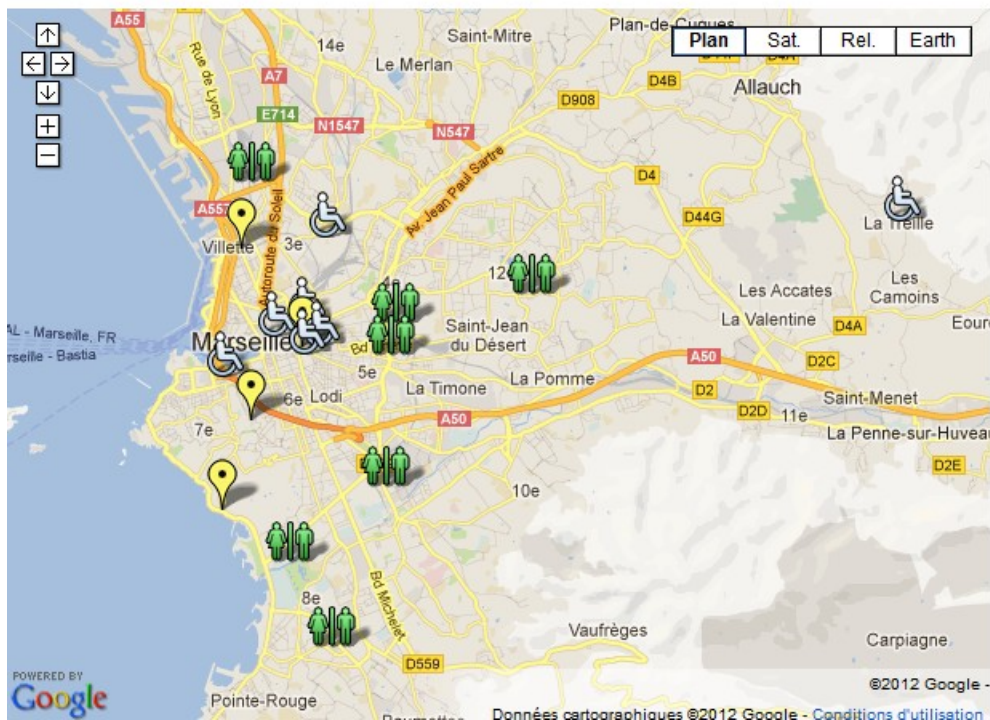 A55
Plan-de-Cuques
14e
Saint-Mitre
Plan Sat. Rel. Earth
Rue de Lyon
Le Merlan
A7
D4B
Allauch
D908
E714
N1547
N547
Av. Jean Paul Sartre
D4
A557
D44G
La Treille
Villette
3e
Autoroute du Soleil
12
Les Accates
Les
Camoins
La Valentine
D4A
Saint-Jean
du Désert
Marseille, FR
Marseille
Bd
- Bastia
A50
D2C
5e
La Timone
La Pomme
D2
6e
Lodi
Saint-Menet
D2D
11e
A50
7e
La Penne-sur-Huveau
D2E
10e
8e
Bd Michelet
Vaufrèges
Carpiagne
D559
POWERED BY
Google
©2012 Google -
Pointe-Rouge
Données cartographiques ©2012 Google - Conditions d'utilisation